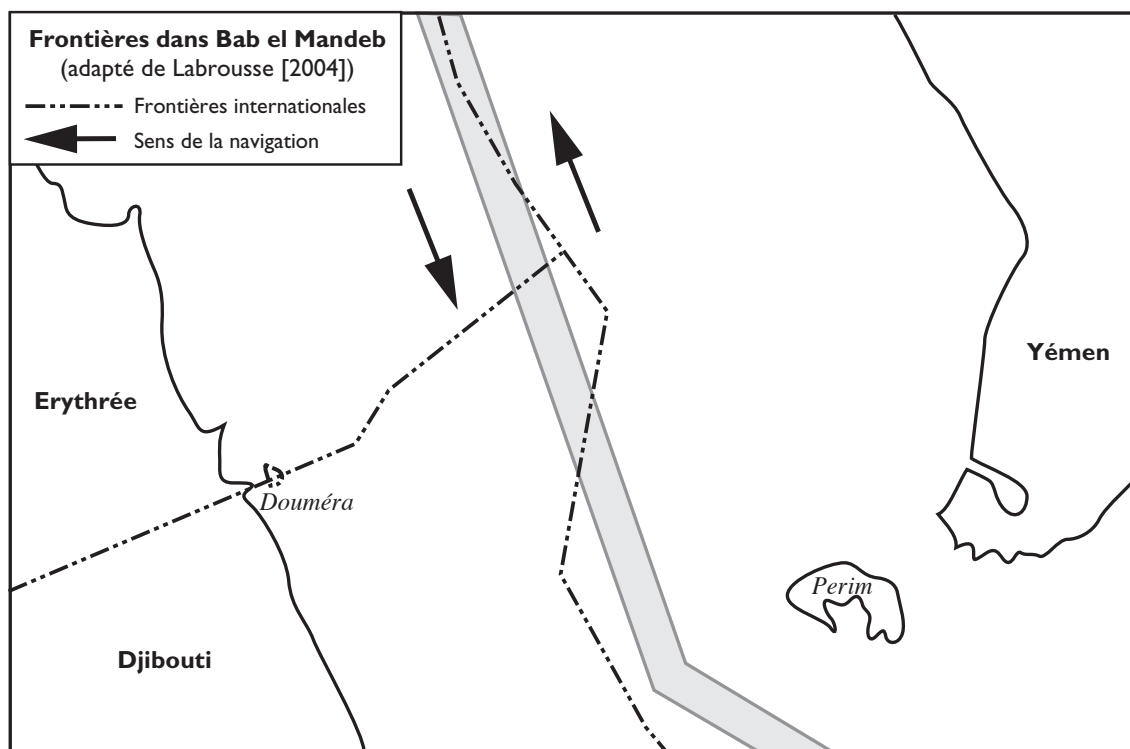 Frontières dans Bab el Mandeb
(adapté de Labrousse [2004])
Frontières internationales
Sens de la navigation
Yémen
Erythrée
Douméra
Perim
Djibouti